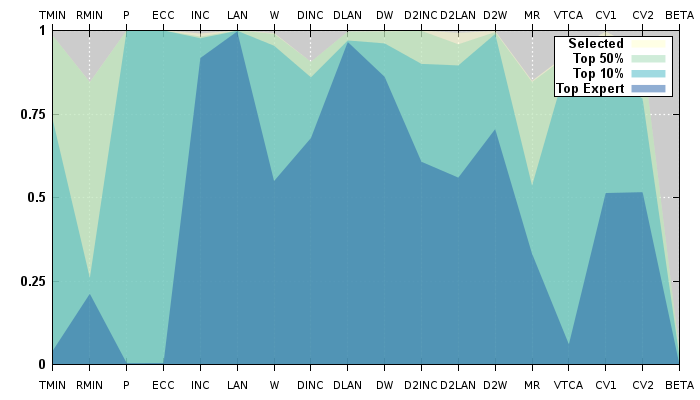 TMIN RMIN P ECC INC LAN W DINC DLAN DW D2INC D2LAN D2W MR VTCA CV1 CV2 BETA
1
Selected
Top 50%
Top 10%
Top Expert
0.75
0.5
0.25
0
TMIN RMIN P ECC INC LAN W DINC DLAN DW D2INC D2LAN D2W MR VTCA CV1 CV2 BETA